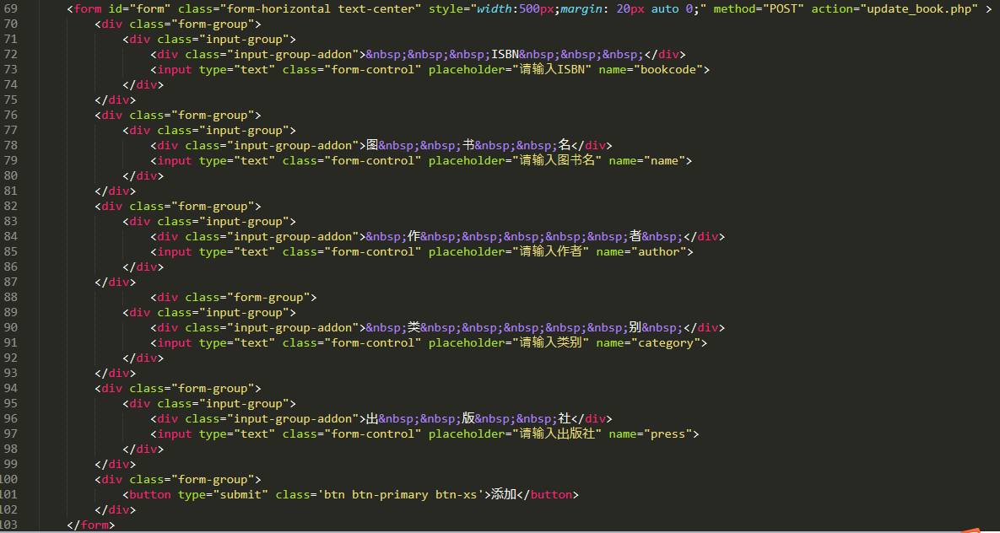 69 <form id="form" class="form-horizontal text-center" style="width:500px;margin: 20px auto 0;" method="POST" action="update_book.php" >
70 <div class="form-group">
71 <div class="input-group">
72 <div class="input-group-addon">&nbsp;&nbsp;&nbsp;ISBN&nbsp;&nbsp;&nbsp;</div>
73 <input type="text" class="form-control" placeholder="请输入ISBN" name="bookcode">
74 </div>
75 </div>
76 <div class="form-group">
77 <div class="input-group">
78 <div class="input-group-addon">图&nbsp;&nbsp;书&nbsp;&nbsp;名</div>
79 <input type="text" class="form-control" placeholder="请输入图书名" name="name">
80 </div>
81 </div>
82 <div class="form-group">
83 <div class="input-group">
84 <div class="input-group-addon">&nbsp;作&nbsp;&nbsp;&nbsp;&nbsp;&nbsp;者&nbsp;</div>
85 <input type="text" class="form-control" placeholder="请输入作者" name="author">
86 </div>
87 </div>
88 <div class="form-group">
89 <div class="input-group">
90 <div class="input-group-addon">&nbsp;类&nbsp;&nbsp;&nbsp;&nbsp;&nbsp;别&nbsp;</div>
91 <input type="text" class="form-control" placeholder="请输入类别" name="category">
92 </div>
93 </div>
94 <div class="form-group">
95 <div class="input-group">
96 <div class="input-group-addon">出&nbsp;&nbsp;版&nbsp;&nbsp;社</div>
97 <input type="text" class="form-control" placeholder="请输入出版社" name="press">
98 </div>
99 </div>
100 <div class="form-group">
101 <button type="submit" class='btn btn-primary btn-xs'>添加</button>
102 </div>
103 </form>